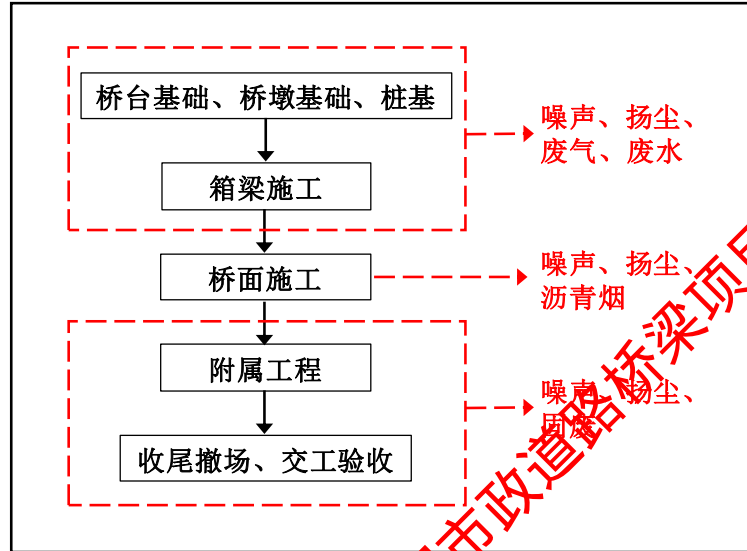 桥台基础、桥墩基础、桩基
噪声、扬尘、
废气、废水
箱梁施工
桥面施工
噪声、扬尘、
沥青烟
附属工程
噪声、扬尘、
收尾撤场、交工验收
市政道路桥梁项目